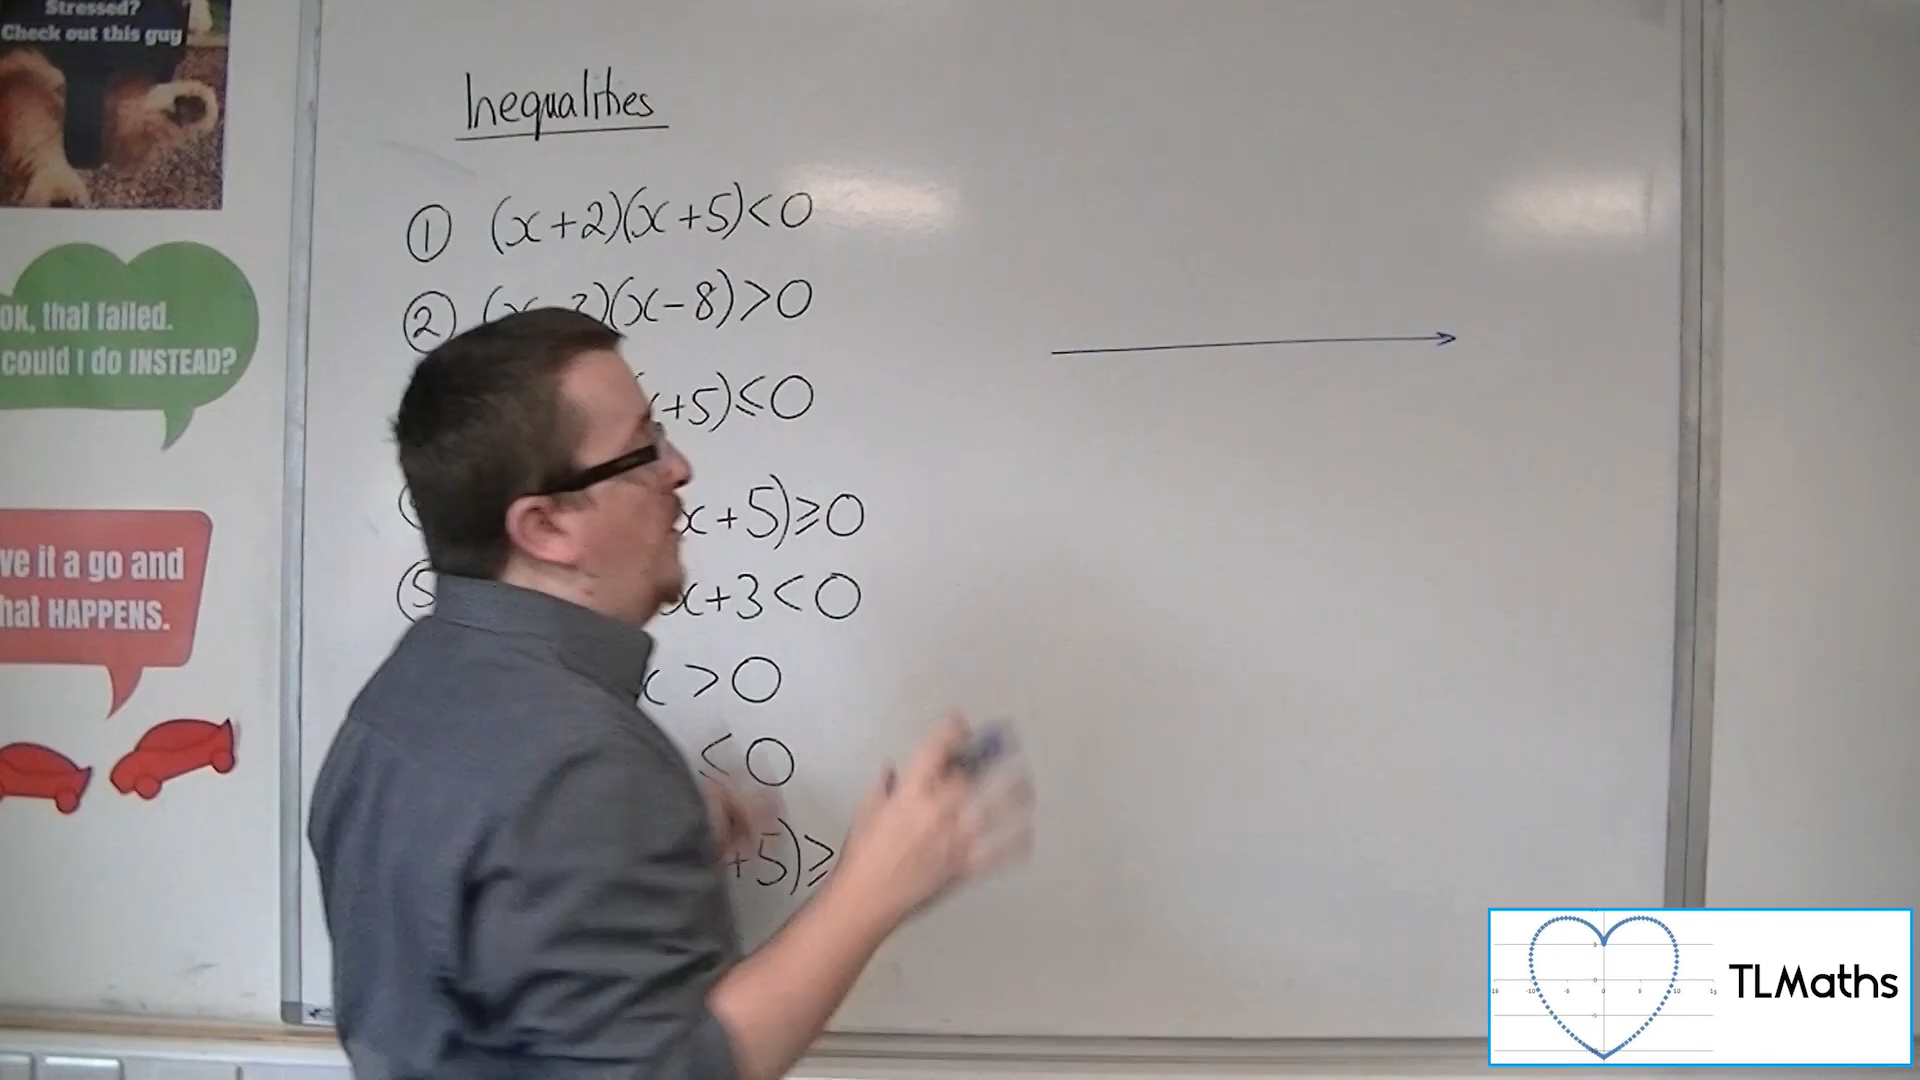 Stressed?
Check out this guy
Inequalities
① (x+2)(x+5)<0
② (x-3)(x-8)>0
+5)≤0
x+5)≥0
⑤ x+3<0
x>0
≤0
+5)≥
OK, that failed.
could I do INSTEAD?
ve it a go and
hat HAPPENS.
TLMaths